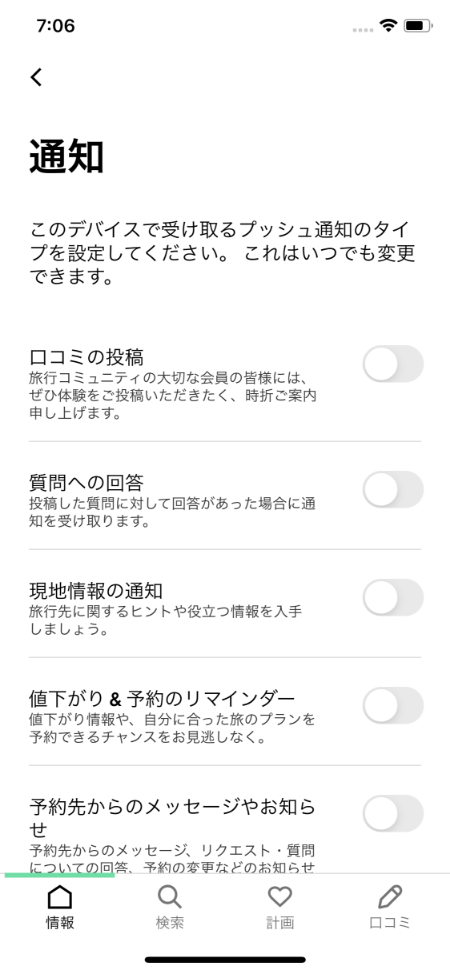 7:06
通知
このデバイスで受け取るプッシュ通知のタイ
プを設定してください。 これはいつでも変更
できます。
口コミの投稿
旅行コミュニティの大切な会員の皆様には、
ぜひ体験をご投稿いただきたく、時折ご案内
申し上げます。
質問への回答
投稿した質問に対して回答があった場合に通
知を受け取ります。
現地情報の通知
旅行先に関するヒントや役立つ情報を入手
しましょう。
値下がり & 予約のリマインダー
値下がり情報や、自分に合った旅のプランを
予約できるチャンスをお見逃しなく。
予約先からのメッセージやお知ら
せ
予約先からのメッセージ、リクエスト・質問
についての回答、予約の変更などのお知らせ
情報
検索
計画
口コミ